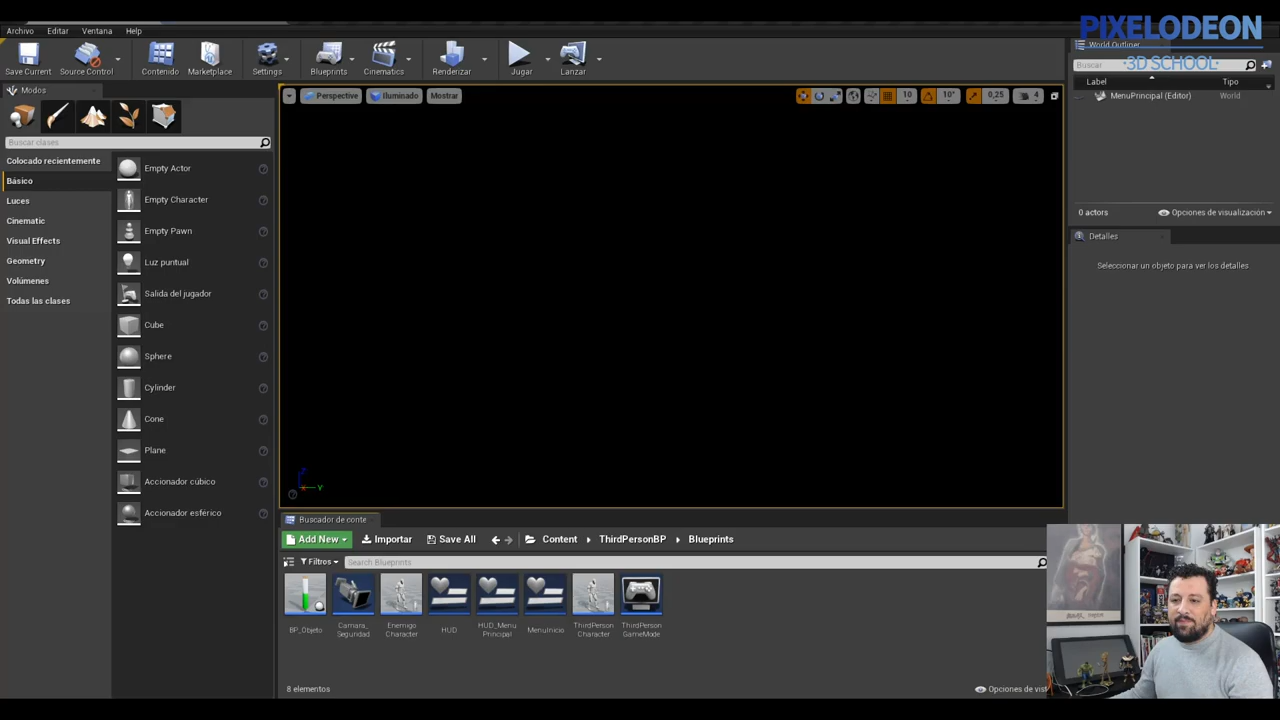 PIXELODEON
3D SCHOOL
Archivo Editar Ventana Help
World Outliner
Save Current Source Control Contenido Marketplace Settings Blueprints Cinematics Renderizar Jugar Lanzar
Buscar
Label Tipo
Modos
Perspective Iluminado Mostrar 10 10° 0,25 4
MenuPrincipal (Editor) World
Buscar clases
Colocado recientemente
Básico
Luces
Cinematic
Visual Effects
Geometry
Volúmenes
Todas las clases
Empty Actor
Empty Character
Empty Pawn
Luz puntual
Salida del jugador
Cube
Sphere
Cylinder
Cone
Plane
Accionador cúbico
Accionador esférico
0 actors Opciones de visualización
Detalles
Seleccionar un objeto para ver los detalles
Z
Y
Buscador de conte
Add New Importar Save All Content ThirdPersonBP Blueprints
Filtros Search Blueprints
BP_Objeto
Camara_
Seguridad
Enemigo
Character
HUD
HUD_Menu
Principal
MenuInicio
ThirdPerson
Character
ThirdPerson
GameMode
8 elementos Opciones de vist